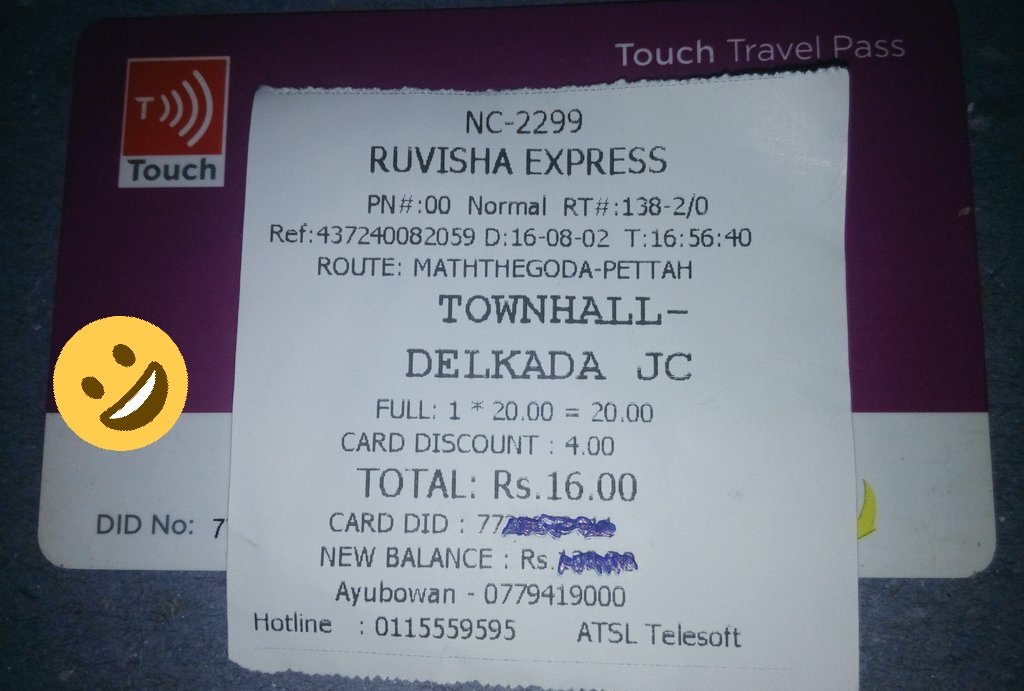 Touch Travel Pass
T
Touch
NC-2299
RUVISHA EXPRESS
PN#:00 Normal RT#:138-2/0
Ref:437240082059 D:16-08-02 T:16:56:40
ROUTE: MATHTHEGODA-PETTAH
TOWNHALL-
DELKADA JC
FULL: 1 * 20.00 = 20.00
CARD DISCOUNT : 4.00
TOTAL: Rs.16.00
CARD DID : 77
NEW BALANCE : Rs.
Ayubowan - 0779419000
Hotline : 0115559595 ATSL Telesoft
DID No: 7